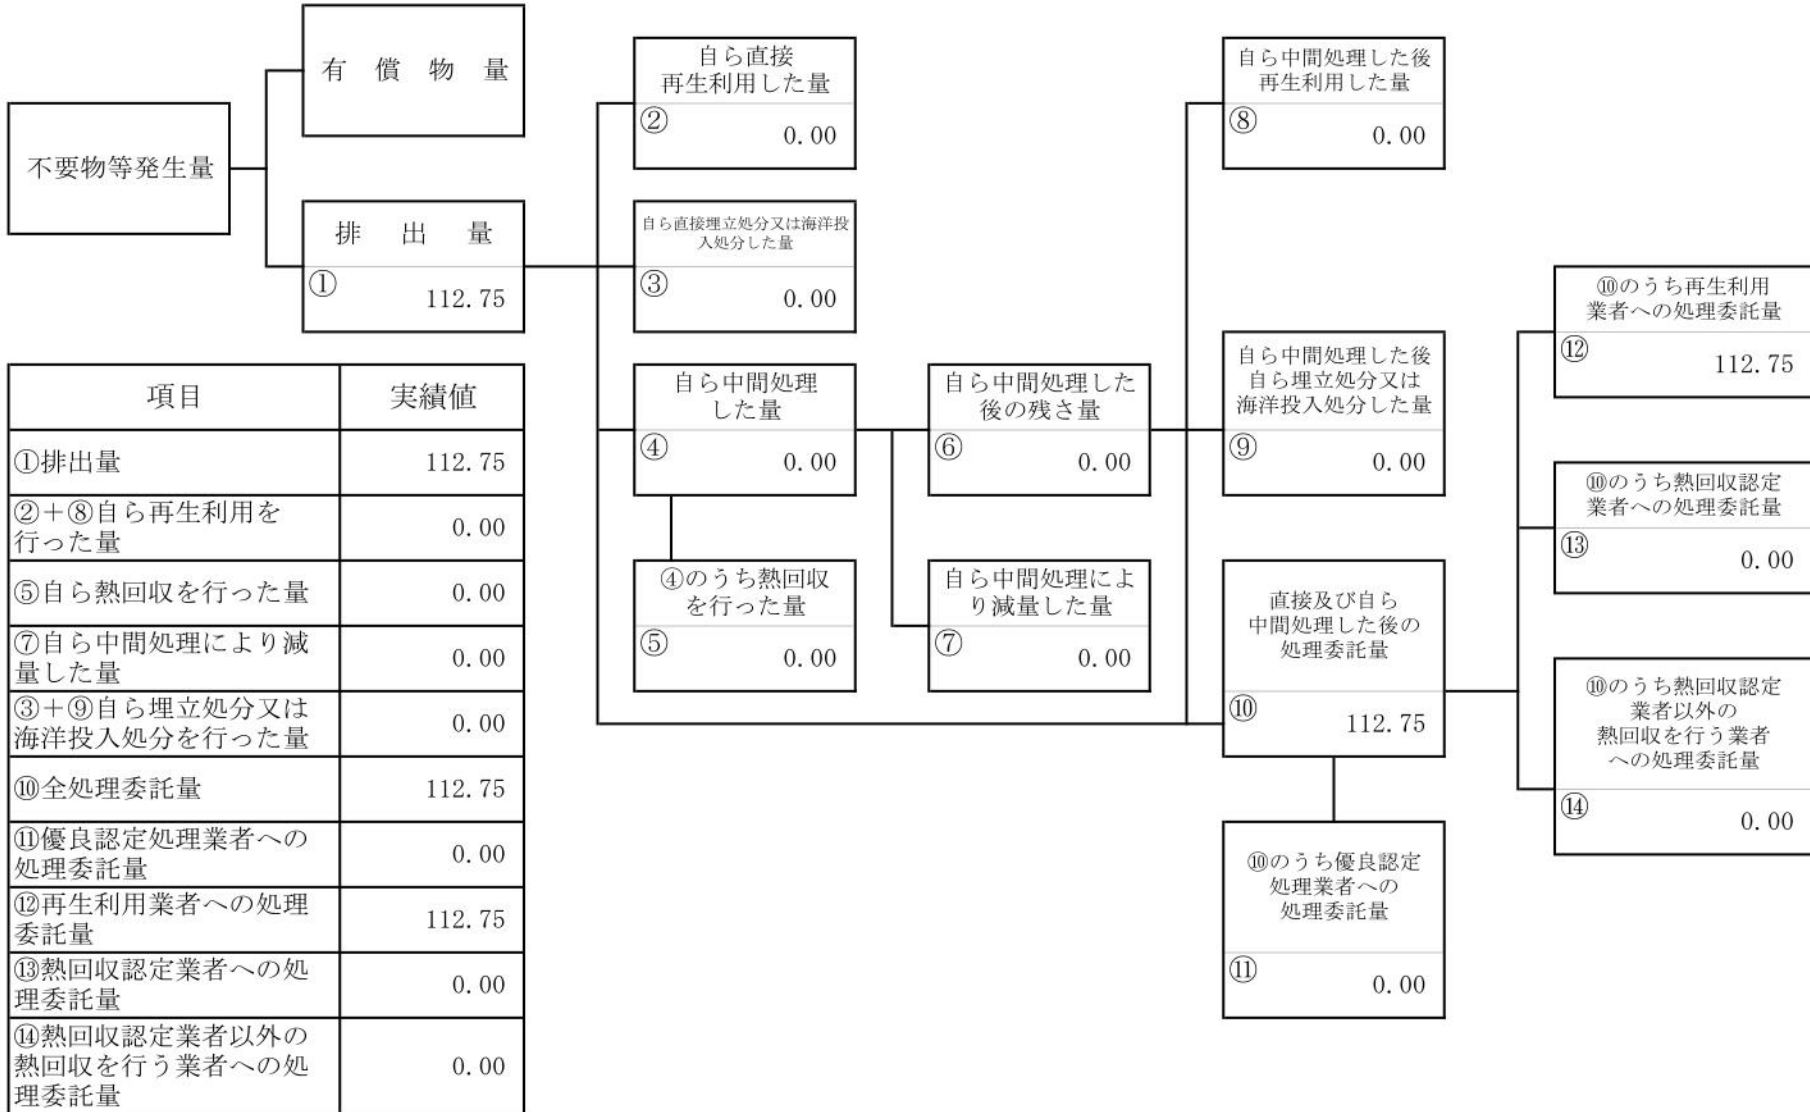 不要物等発生量
有償物量
排出量
①
112.75
自ら直接
再生利用した量
②
0.00
自ら直接埋立処分又は海洋投
入処分した量
③
0.00
自ら中間処理
した量
④
0.00
④のうち熱回収
を行った量
⑤
0.00
自ら中間処理した
後の残さ量
⑥
0.00
自ら中間処理によ
り減量した量
⑦
0.00
自ら中間処理した後
再生利用した量
⑧
0.00
自ら中間処理した後
自ら埋立処分又は
海洋投入処分した量
⑨
0.00
直接及び自ら
中間処理した後の
処理委託量
⑩
112.75
⑩のうち優良認定
処理業者への
処理委託量
⑪
0.00
⑩のうち再生利用
業者への処理委託量
⑫
112.75
⑩のうち熱回収認定
業者への処理委託量
⑬
0.00
⑩のうち熱回収認定
業者以外の
熱回収を行う業者
への処理委託量
⑭
0.00
項目 実績値
①排出量 112.75
②＋⑧自ら再生利用を
行った量 0.00
⑤自ら熱回収を行った量 0.00
⑦自ら中間処理により減
量した量 0.00
③＋⑨自ら埋立処分又は
海洋投入処分を行った量 0.00
⑩全処理委託量 112.75
⑪優良認定処理業者への
処理委託量 0.00
⑫再生利用業者への処理
委託量 112.75
⑬熱回収認定業者への処
理委託量 0.00
⑭熱回収認定業者以外の
熱回収を行う業者への処
理委託量 0.00